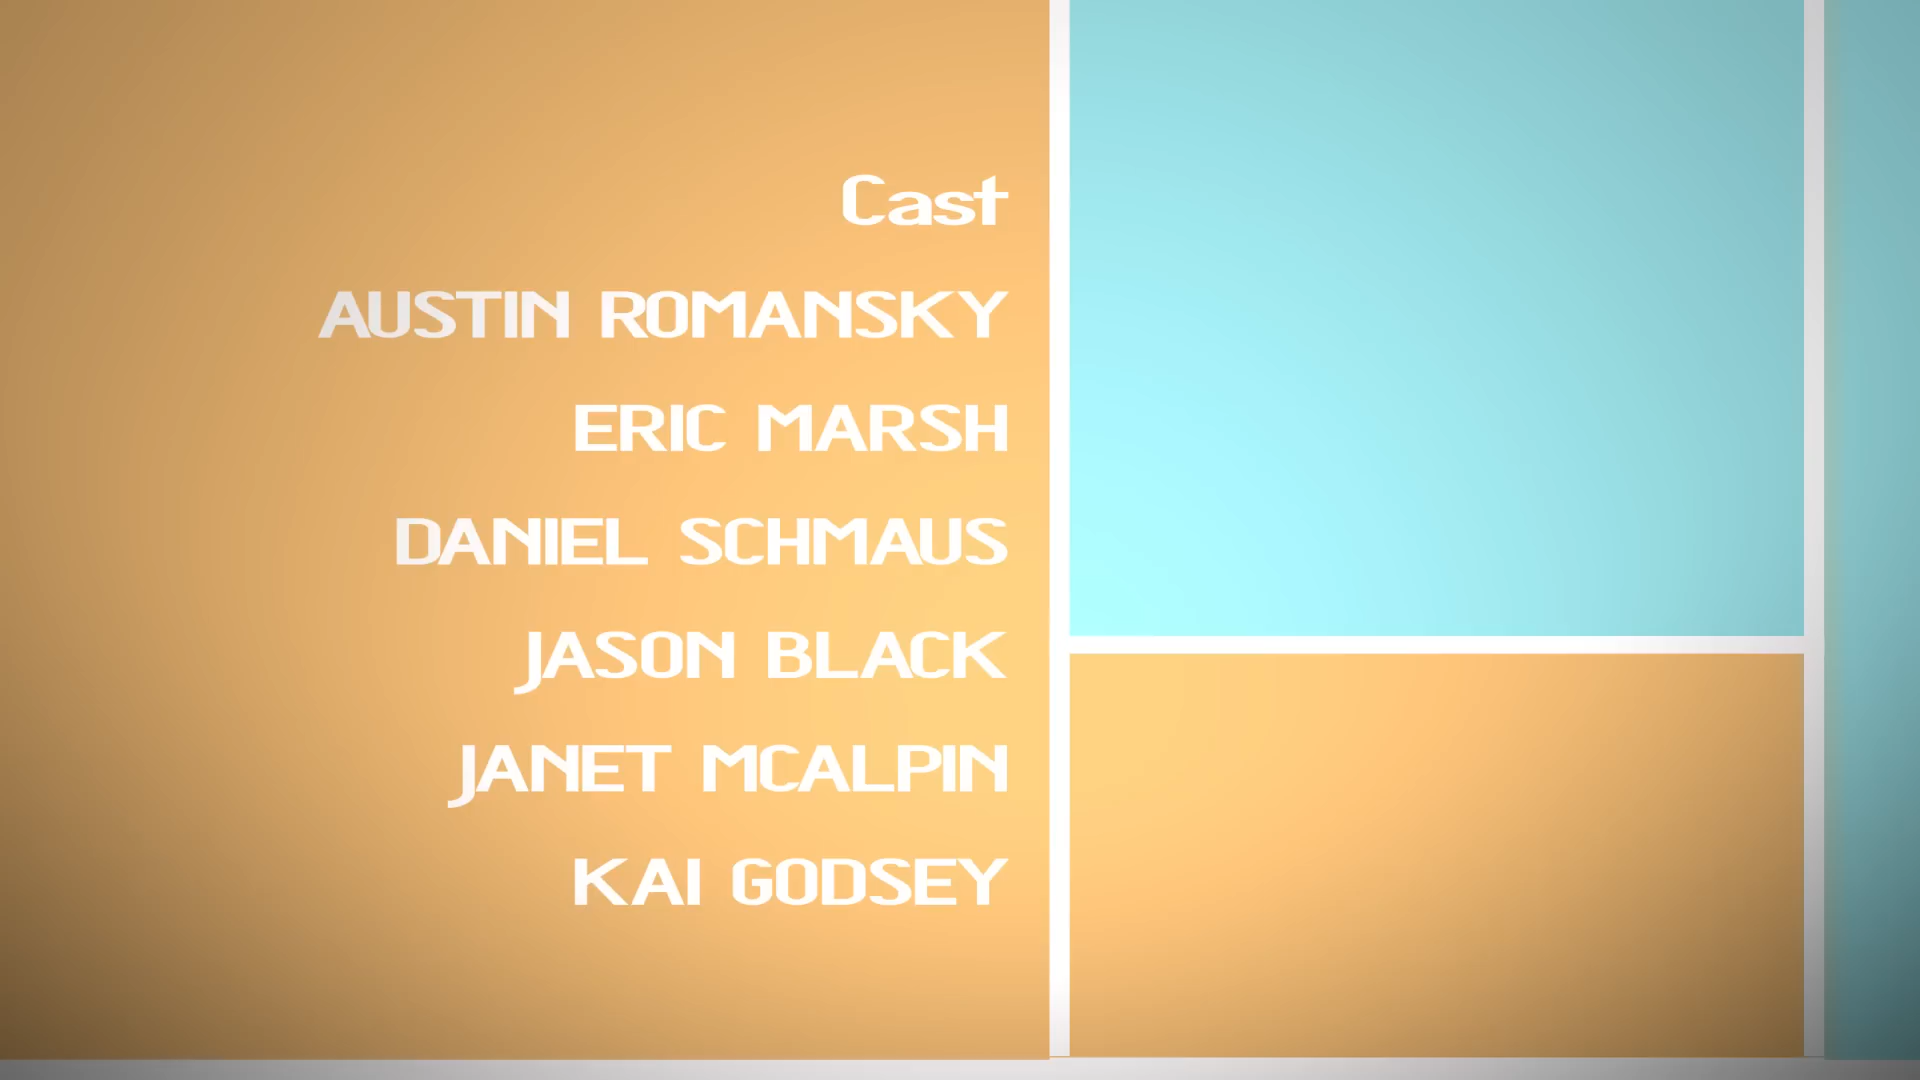 Cast
AUSTIN ROMANSKY
ERIC MARSH
DANIEL SCHMAUS
JASON BLACK
JANET MCALPIN
KAI GODSEY